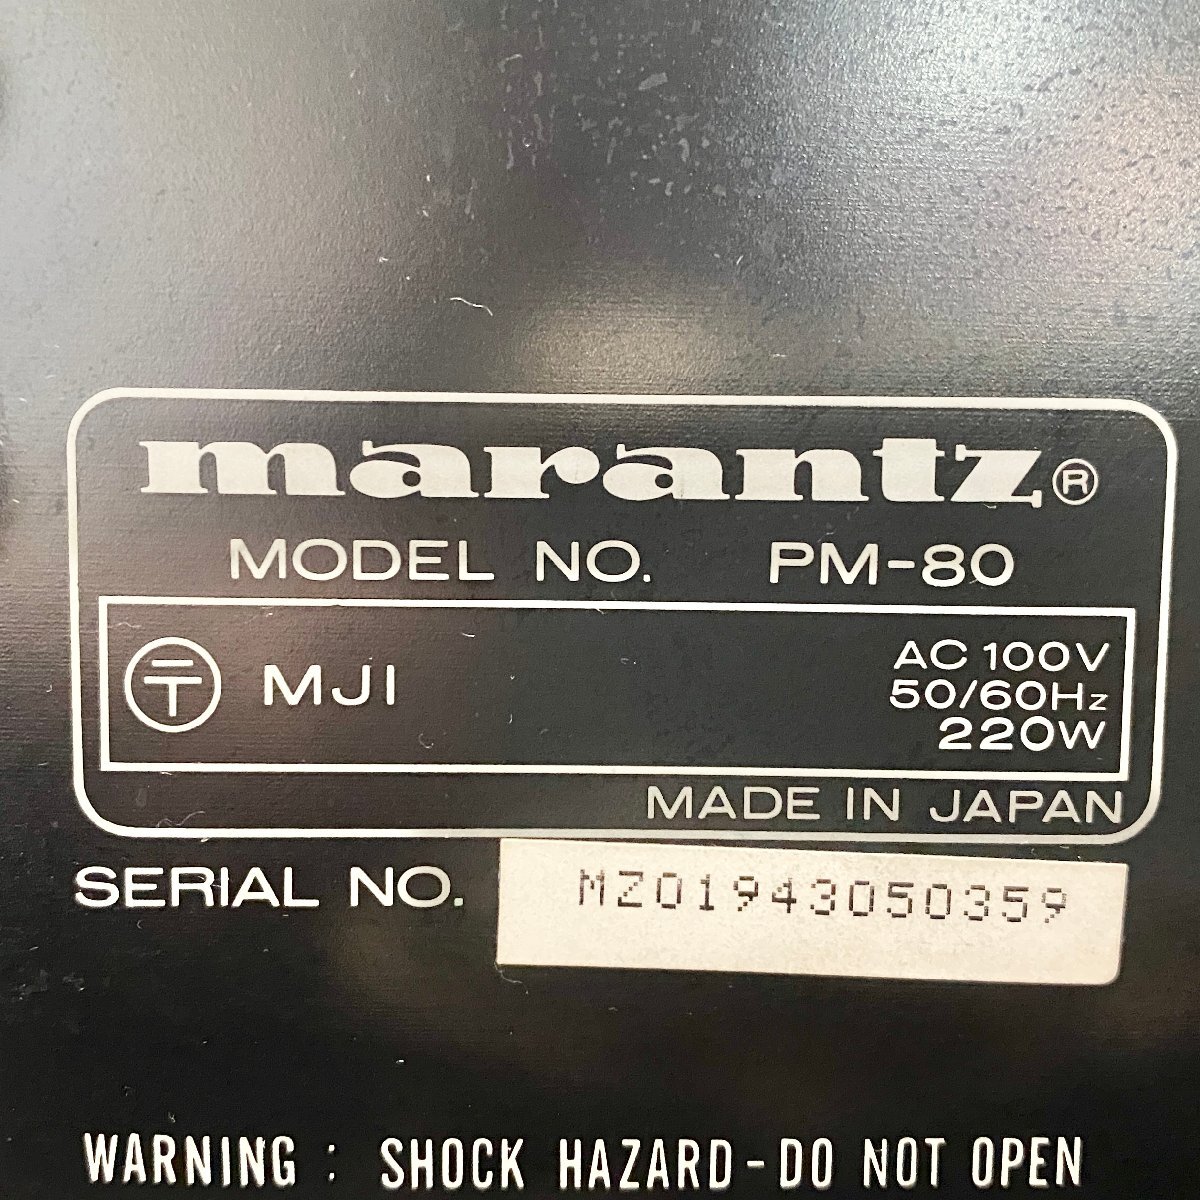 marantz®
MODEL NO. PM-80
〒 MJI AC 100V
50/60Hz
220W
MADE IN JAPAN
SERIAL NO. MZ01943050359
WARNING : SHOCK HAZARD-DO NOT OPEN